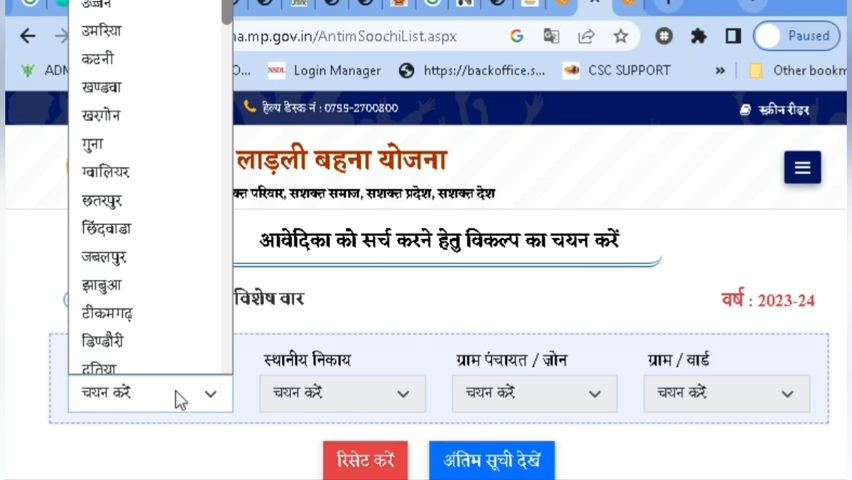 उज्जैन
उमरिया
कटनी
खण्डवा
खरगोन
गुना
ग्वालियर
छतरपुर
छिंदवाडा
जबलपुर
झाबुआ
टीकमगढ़
डिण्डौरी
दतिया
na.mp.gov.in/AntimSoochiList.aspx
Paused
ADM
O...
NSDL
Login Manager
https://backoffice.s...
CSC SUPPORT
»
Other bookm
हेल्प डेस्क नं : 0755-2700800
स्क्रीन रीडर
लाड़ली बहना योजना
क्त परिवार, सशक्त समाज, सशक्त प्रदेश, सशक्त देश
आवेदिका को सर्च करने हेतु विकल्प का चयन करें
विशेष वार
वर्ष : 2023-24
स्थानीय निकाय
ग्राम पंचायत / ज़ोन
ग्राम / वार्ड
चयन करें
चयन करें
चयन करें
चयन करें
रिसेट करें
अंतिम सूची देखें